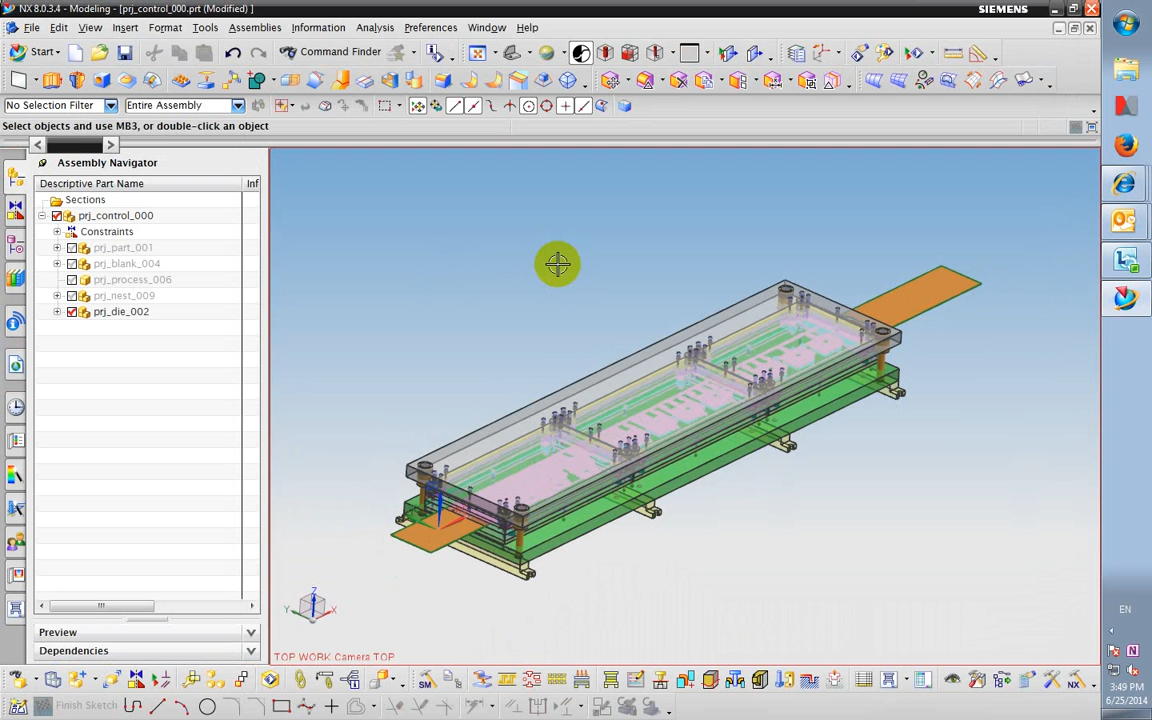 NX 8.0.3.4 - Modeling - [prj_control_000.prt (Modified) ]
SIEMENS
File Edit View Insert Format Tools Assemblies Information Analysis Preferences Window Help
Start Command Finder
No Selection Filter Entire Assembly
Select objects and use MB3, or double-click an object
Assembly Navigator
Descriptive Part Name Inf
Sections
prj_control_000
Constraints
prj_part_001
prj_blank_004
prj_process_006
prj_nest_009
prj_die_002
Preview
Dependencies
Z
Y X
TOP WORK Camera TOP
SM NX
Finish Sketch
EN
N
3:49 PM
6/25/2014